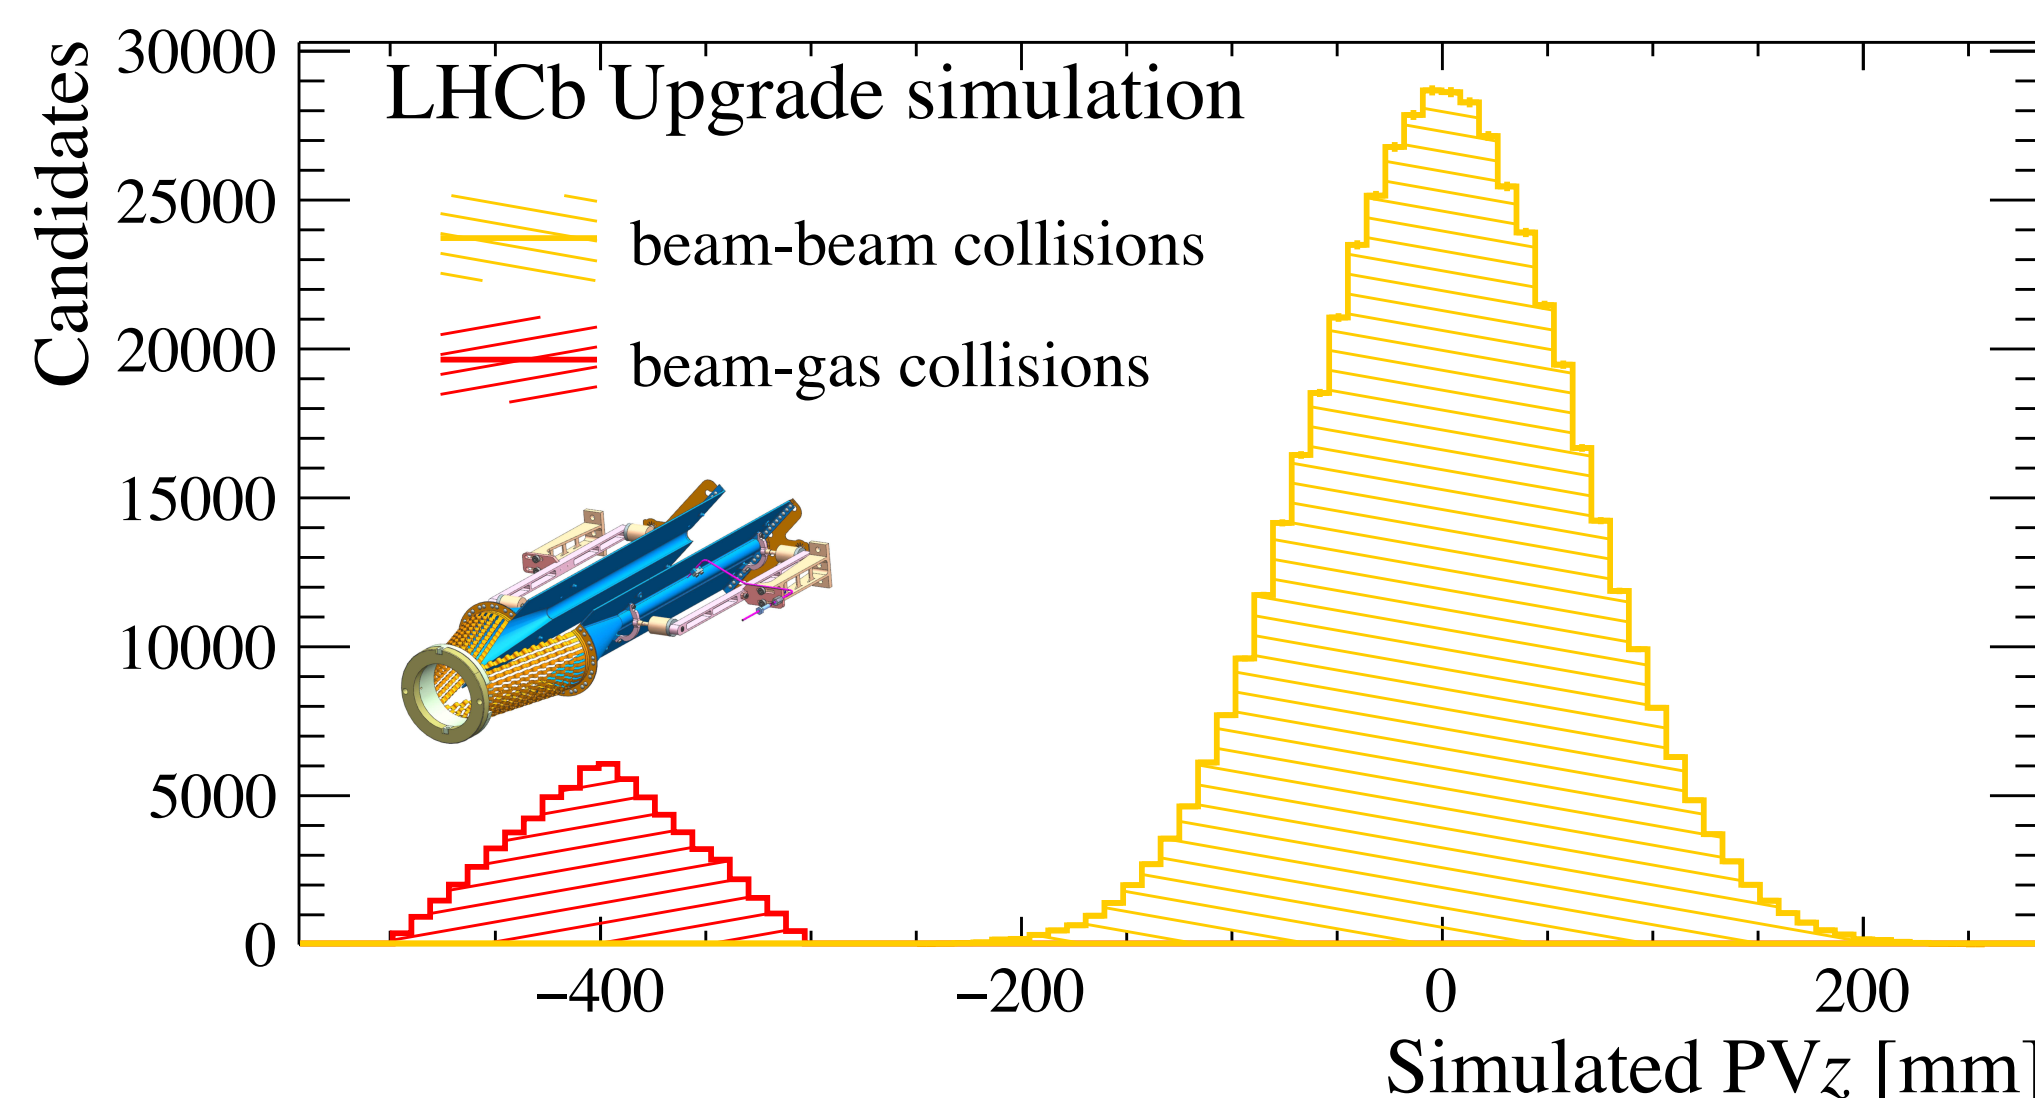 LHCb Upgrade simulation
beam-beam collisions
beam-gas collisions
Candidates
30000
25000
20000
15000
10000
5000
0
−400 −200 0 200
Simulated PVz [mm]